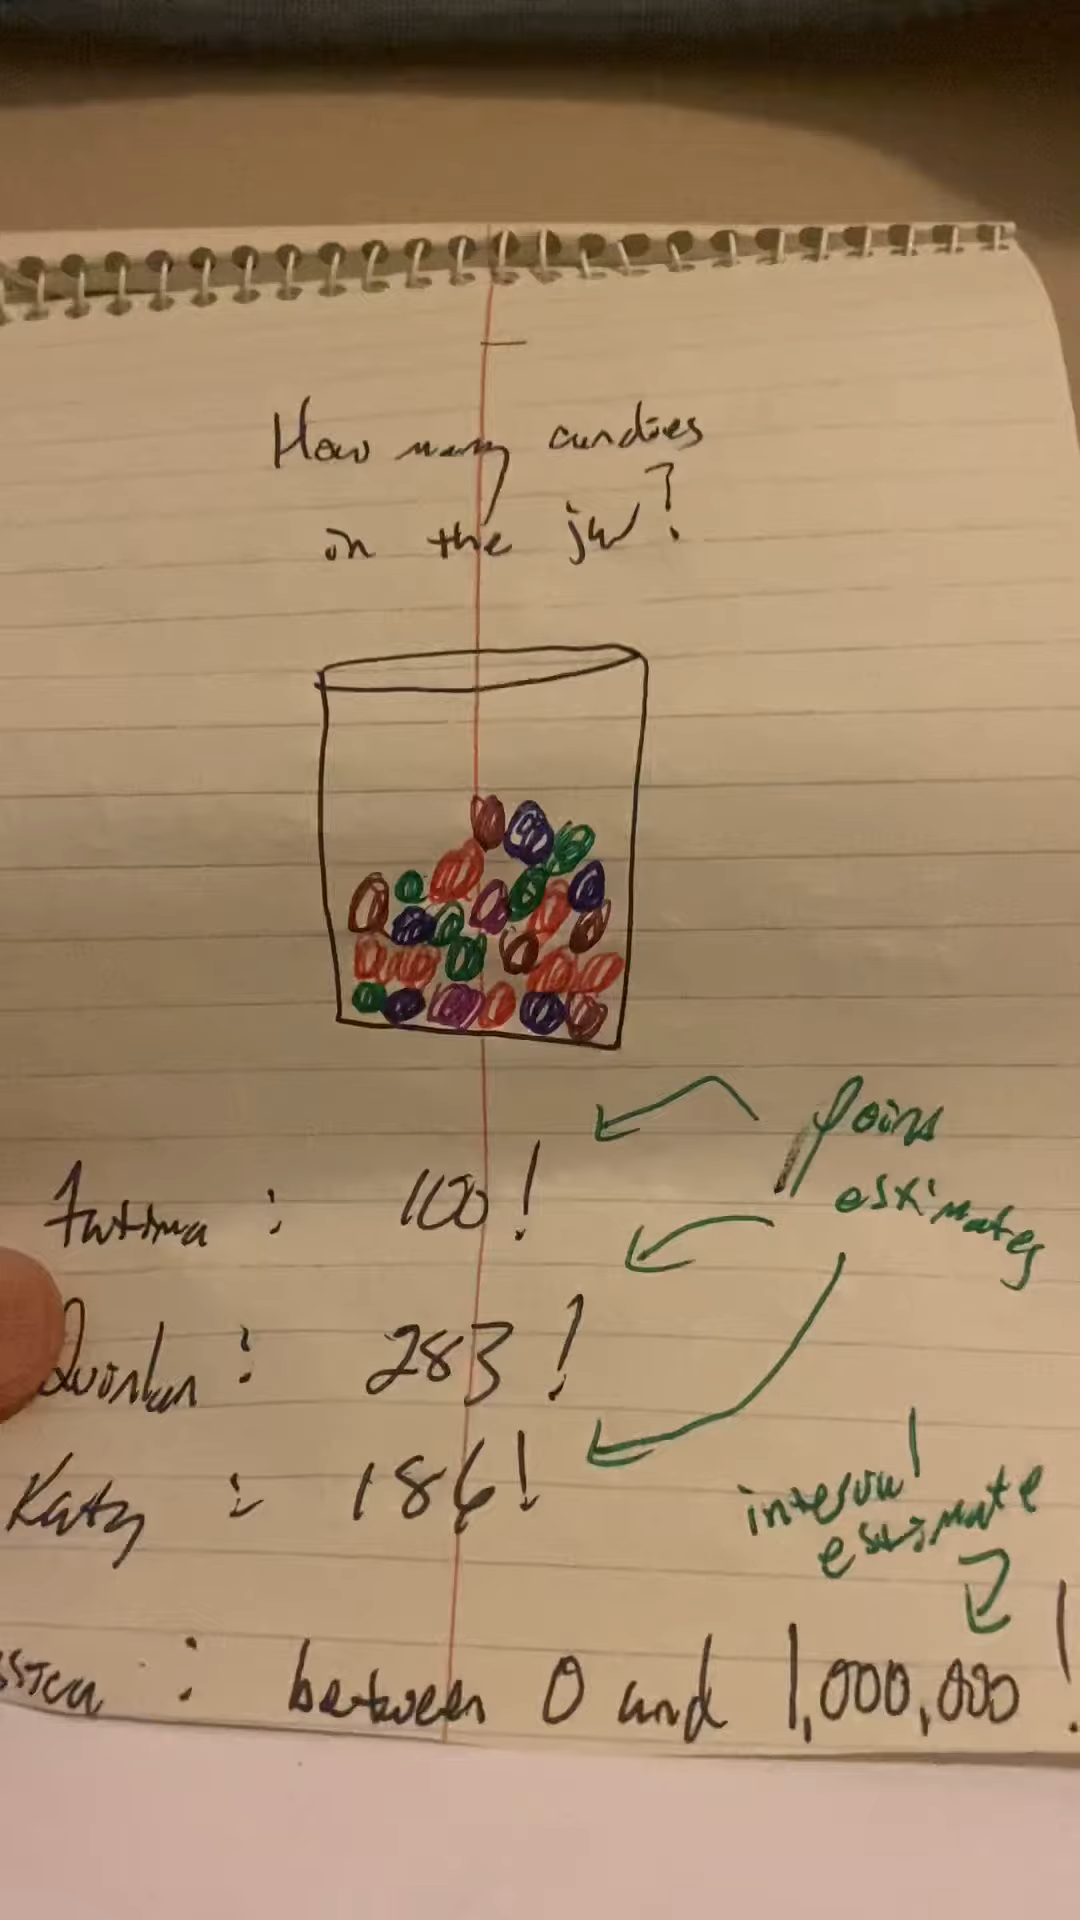 How many candies
in the jar?
Fatima : 100!
Quinlan : 283!
Katy : 186!
ssica : between 0 and 1,000,000!
point
estimates
interval
estimate